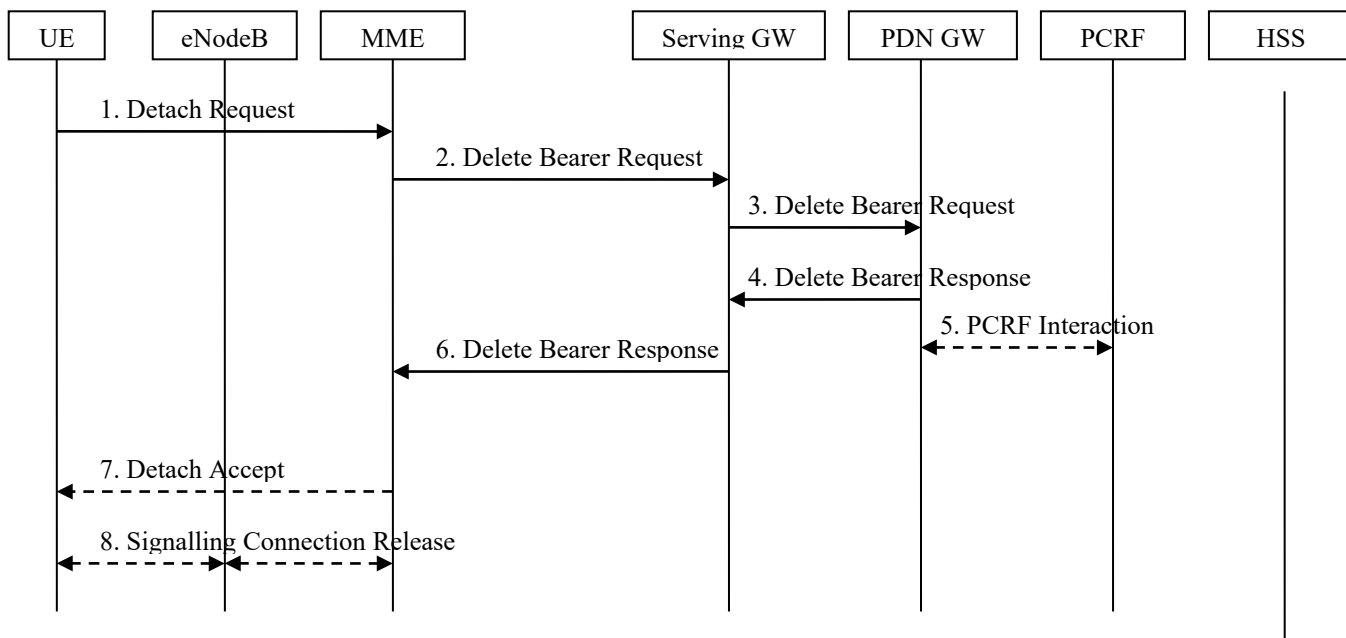 UE eNodeB MME Serving GW PDN GW PCRF HSS
1. Detach Request
2. Delete Bearer Request
3. Delete Bearer Request
4. Delete Bearer Response
5. PCRF Interaction
6. Delete Bearer Response
7. Detach Accept
8. Signalling Connection Release